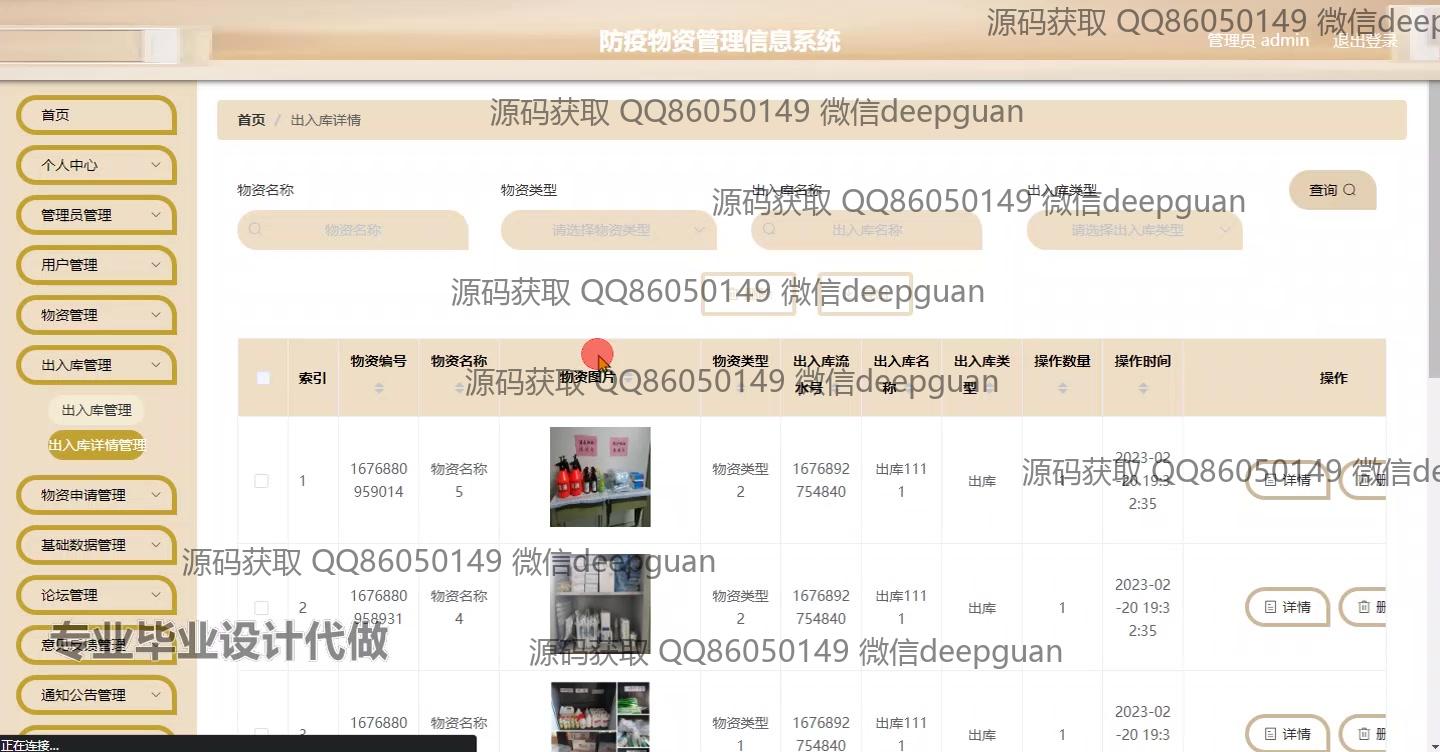 防疫物资管理信息系统
源码获取 QQ86050149 微信deep
管理员 admin 退出登录
首页
个人中心
管理员管理
用户管理
物资管理
出入库管理
出入库管理
出入库详情管理
物资申请管理
基础数据管理
论坛管理
意见反馈管理
通知公告管理
首页 / 出入库详情
源码获取 QQ86050149 微信deepguan
物资名称 物资类型 出入库名称 出入库类型
查询
源码获取 QQ86050149 微信deepguan
物资名称 请选择物资类型 出入库名称 请选择出入库类型
源码获取 QQ86050149 微信deepguan
索引 物资编号 物资名称 物资图片 物资类型 出入库流水号 出入库名称 出入库类型 操作数量 操作时间 操作
源码获取 QQ86050149 微信deepguan
1 1676880959014 物资名称5 物资类型2 1676892754840 出库1111 出库 1 2023-02-20 19:32:35 详情 册
源码获取 QQ86050149 微信de
源码获取 QQ86050149 微信deepguan
2 1676880958931 物资名称4 物资类型2 1676892754840 出库1111 出库 1 2023-02-20 19:32:35 详情 册
专业毕业设计代做
源码获取 QQ86050149 微信deepguan
1676880 物资名称 物资类型1 1676892754840 出库1111 出库 1 2023-02-20 19:3 详情 册
正在连接...